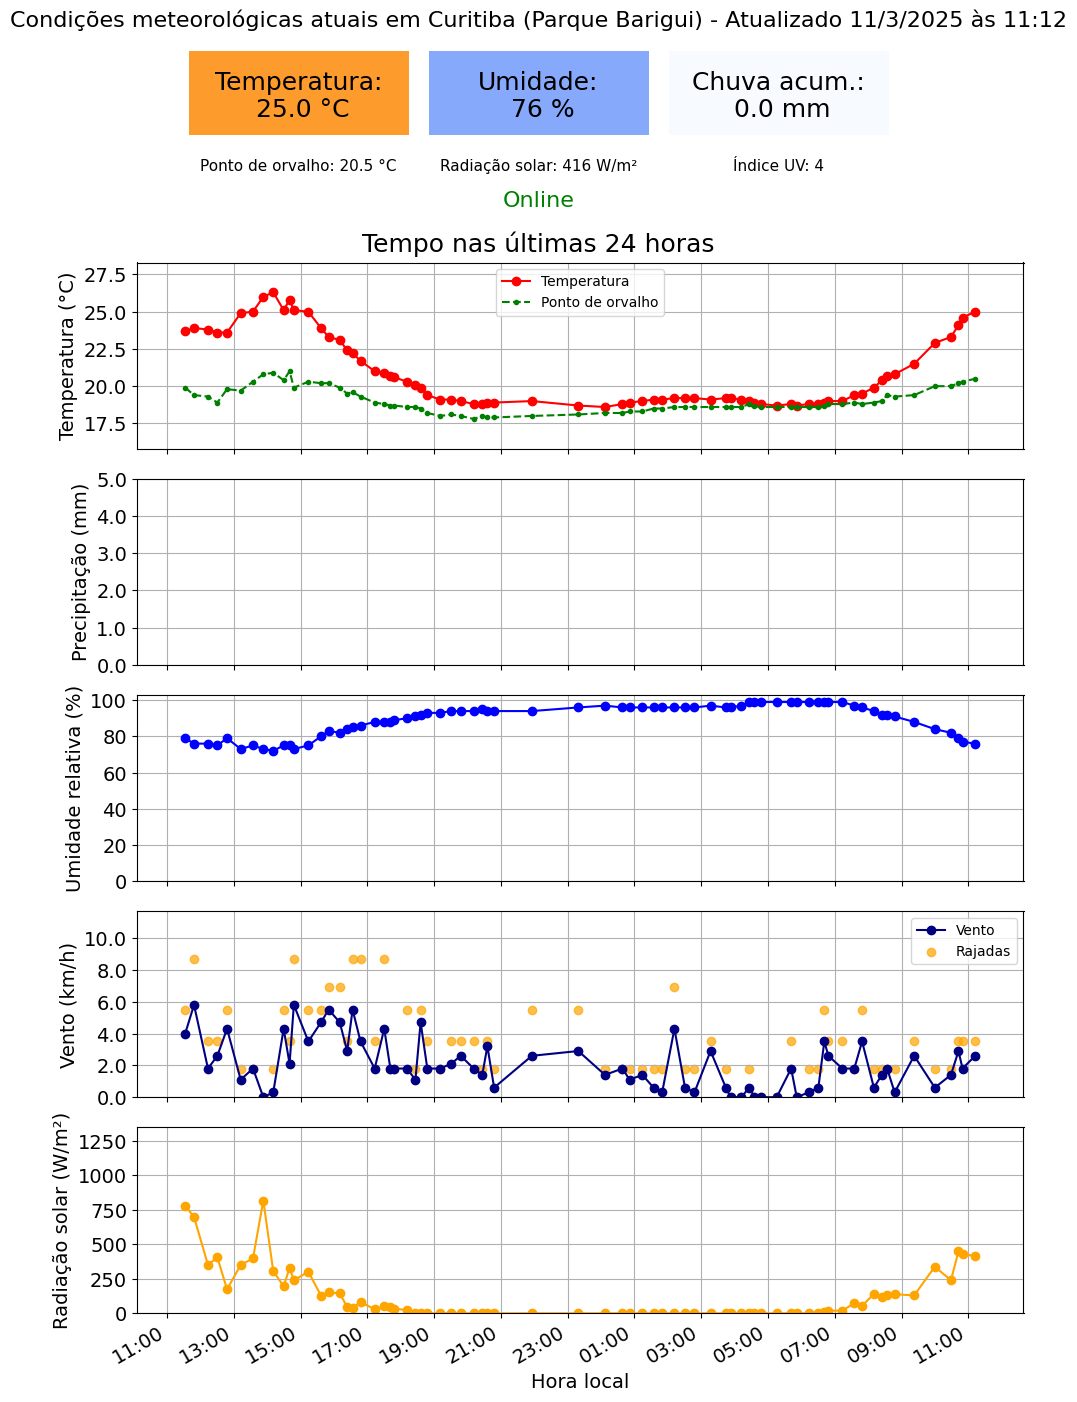 Condições meteorológicas atuais em Curitiba (Parque Barigui) - Atualizado 11/3/2025 às 11:12
Temperatura:
25.0 °C
Umidade:
76 %
Chuva acum.:
0.0 mm
Ponto de orvalho: 20.5 °C
Radiação solar: 416 W/m²
Índice UV: 4
Online
Tempo nas últimas 24 horas
Temperatura (°C)
27.5
25.0
22.5
20.0
17.5
Temperatura
Ponto de orvalho
Precipitação (mm)
5.0
4.0
3.0
2.0
1.0
0.0
Umidade relativa (%)
100
80
60
40
20
0
Vento (km/h)
10.0
8.0
6.0
4.0
2.0
0.0
Vento
Rajadas
Radiação solar (W/m²)
1250
1000
750
500
250
0
11:00
13:00
15:00
17:00
19:00
21:00
23:00
01:00
03:00
05:00
07:00
09:00
11:00
Hora local